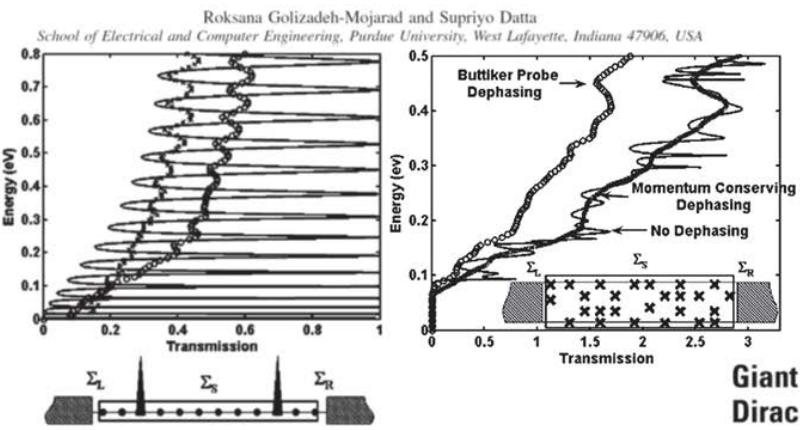 Roksana Golizadeh-Mojarad and Supriyo Datta
School of Electrical and Computer Engineering, Purdue University, West Lafayette, Indiana 47906, USA
0.8
0.7
0.6
0.5
0.4
0.3
0.2
0.1
0
Energy (eV)
0 0.2 0.4 0.6 0.8 1
Transmission
ΣL ΣS ΣR
0.5
0.4
0.3
0.2
0.1
0
Energy (ev)
Buttiker Probe
Dephasing
Momentum Conserving
Dephasing
No Dephasing
ΣL ΣS ΣR
0 0.5 1 1.5 2 2.5 3
Transmission
Giant
Dirac